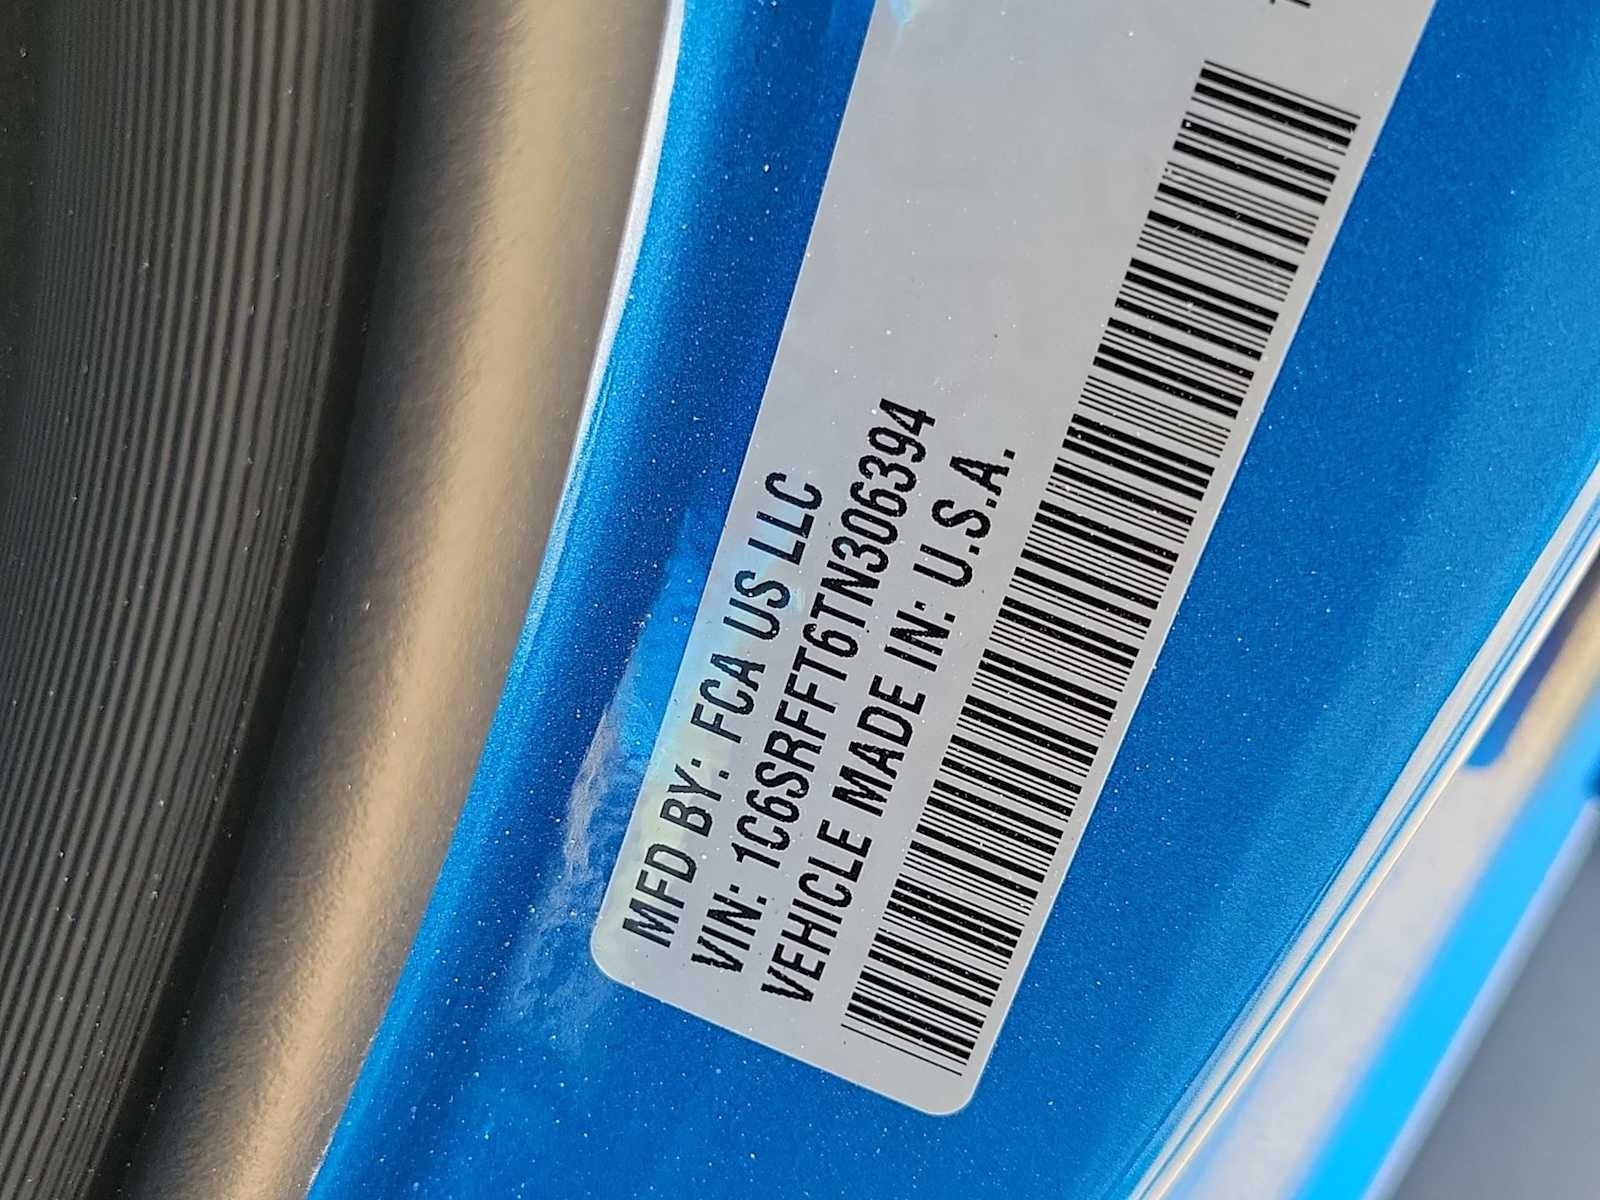 MFD BY: FCA US LLC
VIN: 1C6SRFFT6TN306394
VEHICLE MADE IN: U.S.A.